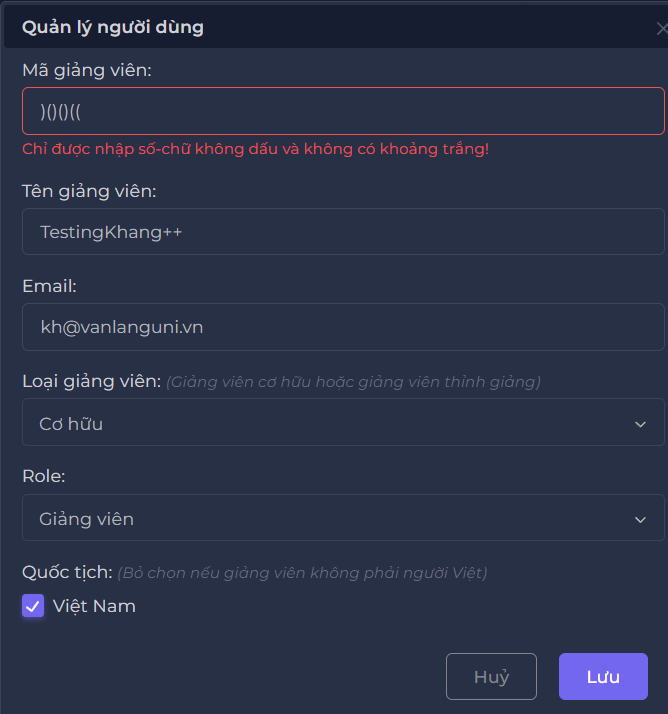 Quản lý người dùng
Mã giảng viên:
)()()((
Chỉ được nhập số-chữ không dấu và không có khoảng trắng!
Tên giảng viên:
TestingKhang++
Email:
kh@vanlanguni.vn
Loại giảng viên: (Giảng viên cơ hữu hoặc giảng viên thỉnh giảng)
Cơ hữu
Role:
Giảng viên
Quốc tịch: (Bỏ chọn nếu giảng viên không phải người Việt)
Việt Nam
Huỷ Lưu